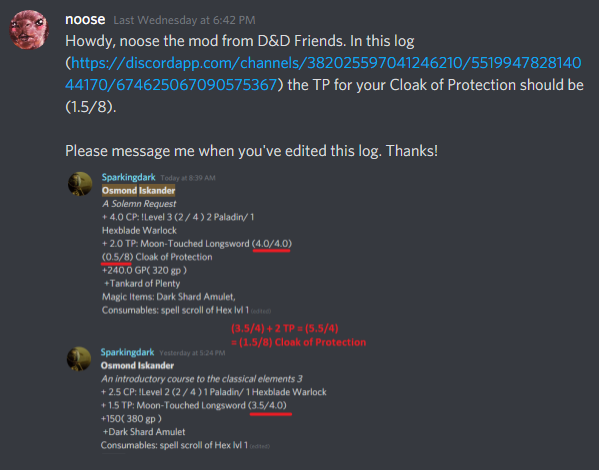 noose Last Wednesday at 6:42 PM
Howdy, noose the mod from D&D Friends. In this log
(https://discordapp.com/channels/382025597041246210/5519947828140
44170/674625067090575367) the TP for your Cloak of Protection should be
(1.5/8).
Please message me when you've edited this log. Thanks!
Sparkingdark Today at 8:39 AM
Osmond Iskander
A Solemn Request
+ 4.0 CP: !Level 3 (2 / 4 ) 2 Paladin/ 1
Hexblade Warlock
+ 2.0 TP: Moon-Touched Longsword (4.0/4.0)
(0.5/8) Cloak of Protection
+240.0 GP( 320 gp )
+Tankard of Plenty
Magic Items: Dark Shard Amulet,
Consumables: spell scroll of Hex lvl 1 (edited)
(3.5/4) + 2 TP = (5.5/4)
= (1.5/8) Cloak of Protection
Sparkingdark Yesterday at 5:24 PM
Osmond Iskander
An introductory course to the classical elements 3
+ 2.5 CP: !Level 2 (2 / 4 ) 1 Paladin/ 1 Hexblade Warlock
+ 1.5 TP: Moon-Touched Longsword (3.5/4.0)
+150( 380 gp )
+Dark Shard Amulet
Consumables: spell scroll of Hex lvl 1 (edited)